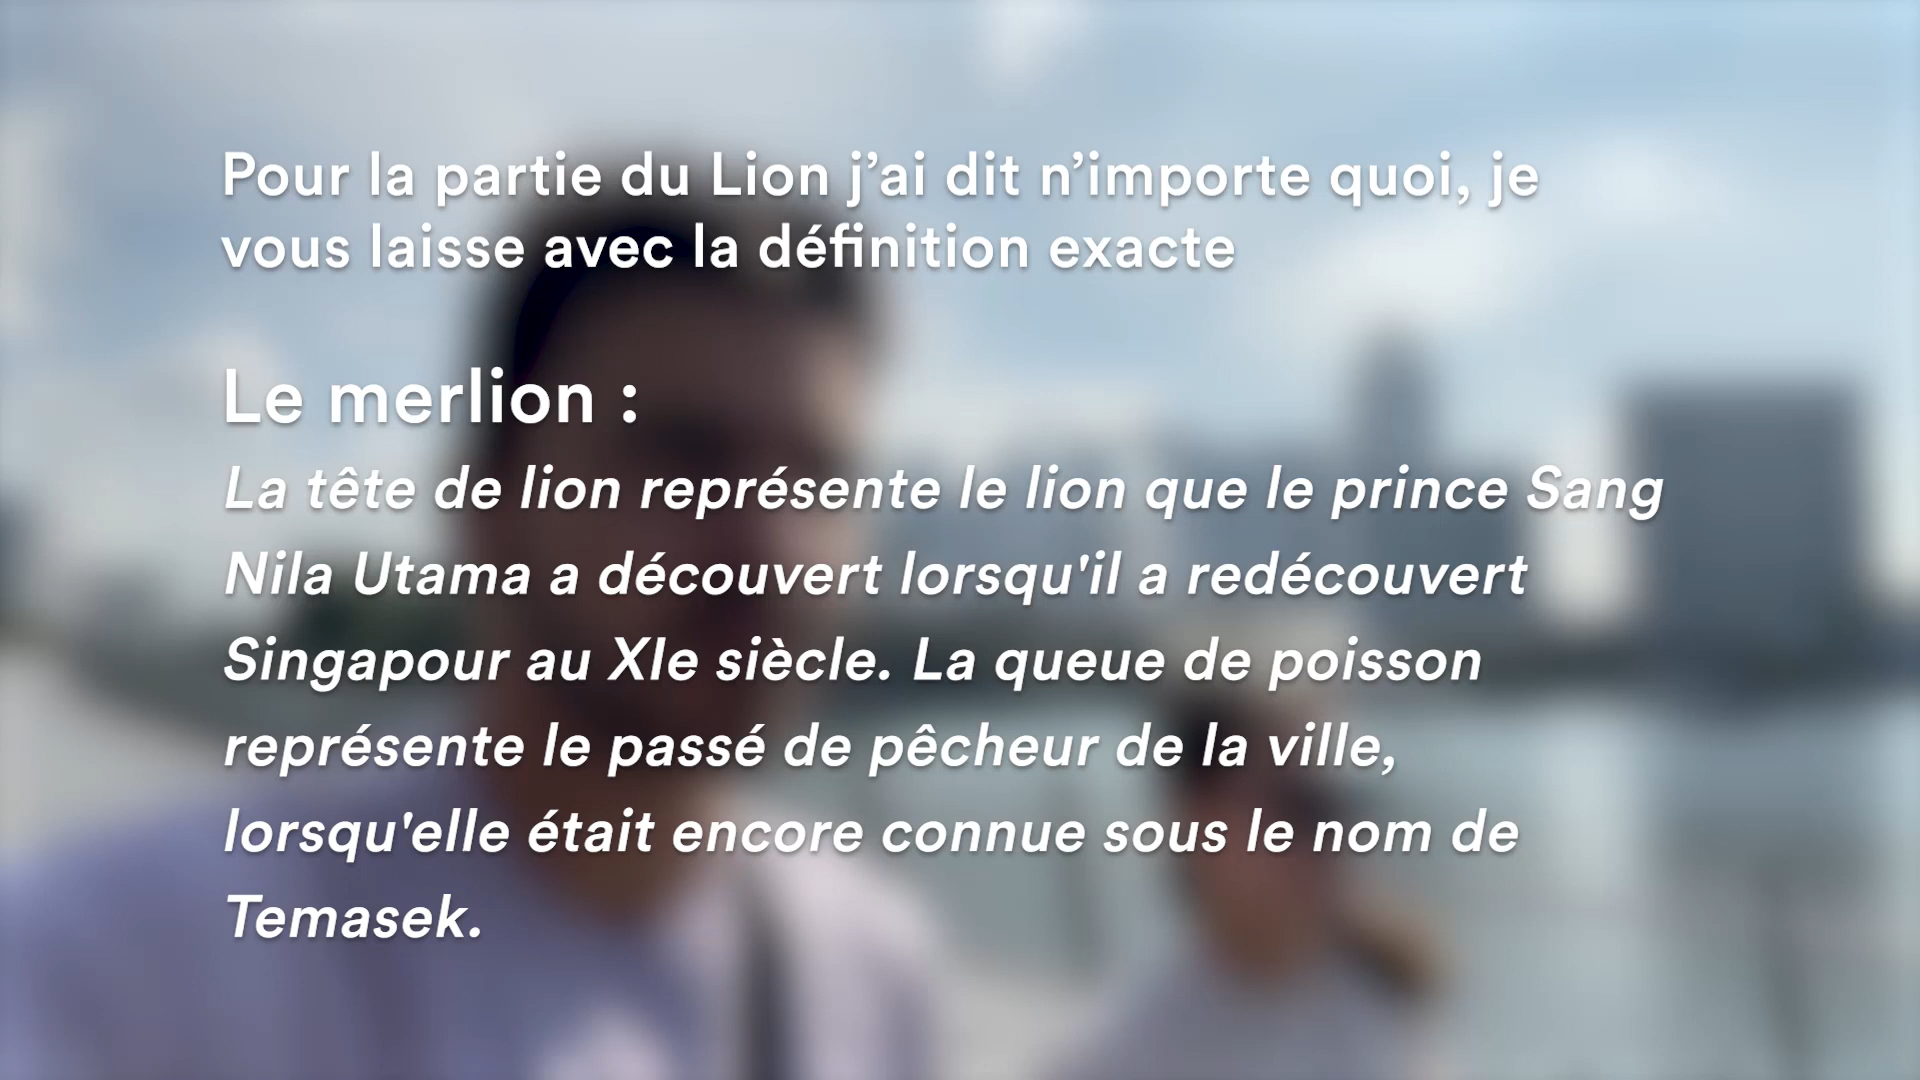 Pour la partie du Lion j’ai dit n’importe quoi, je
vous laisse avec la définition exacte
Le merlion :
La tête de lion représente le lion que le prince Sang
Nila Utama a découvert lorsqu'il a redécouvert
Singapour au XIe siècle. La queue de poisson
représente le passé de pêcheur de la ville,
lorsqu'elle était encore connue sous le nom de
Temasek.